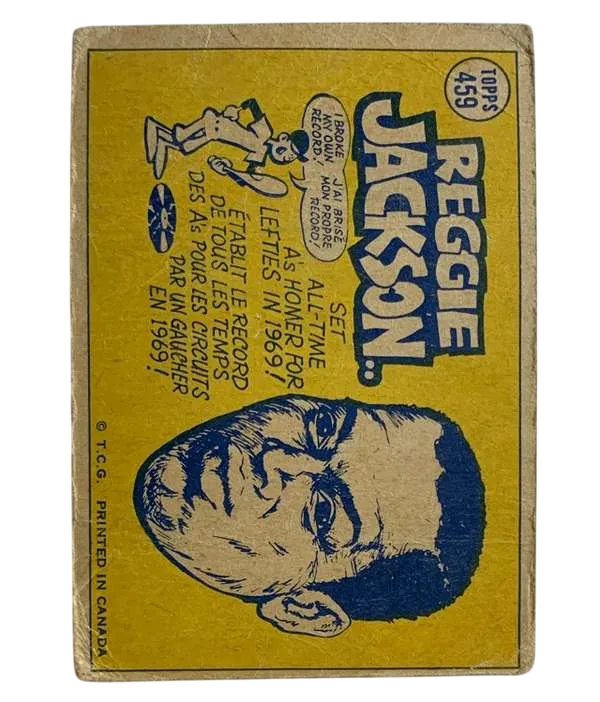 TOPPS
459
REGGIE
JACKSON..
I BROKE
MY OWN
RECORD!
J'AI BRISÉ
MON PROPRE
RECORD!
SET
ALL-TIME
A's HOMER FOR
LEFTIES IN 1969!
ÉTABLIT LE RECORD
DE TOUS LES TEMPS
DES A's POUR LES CIRCUITS
PAR UN GAUCHER
EN 1969!
© T.C.G. PRINTED IN CANADA